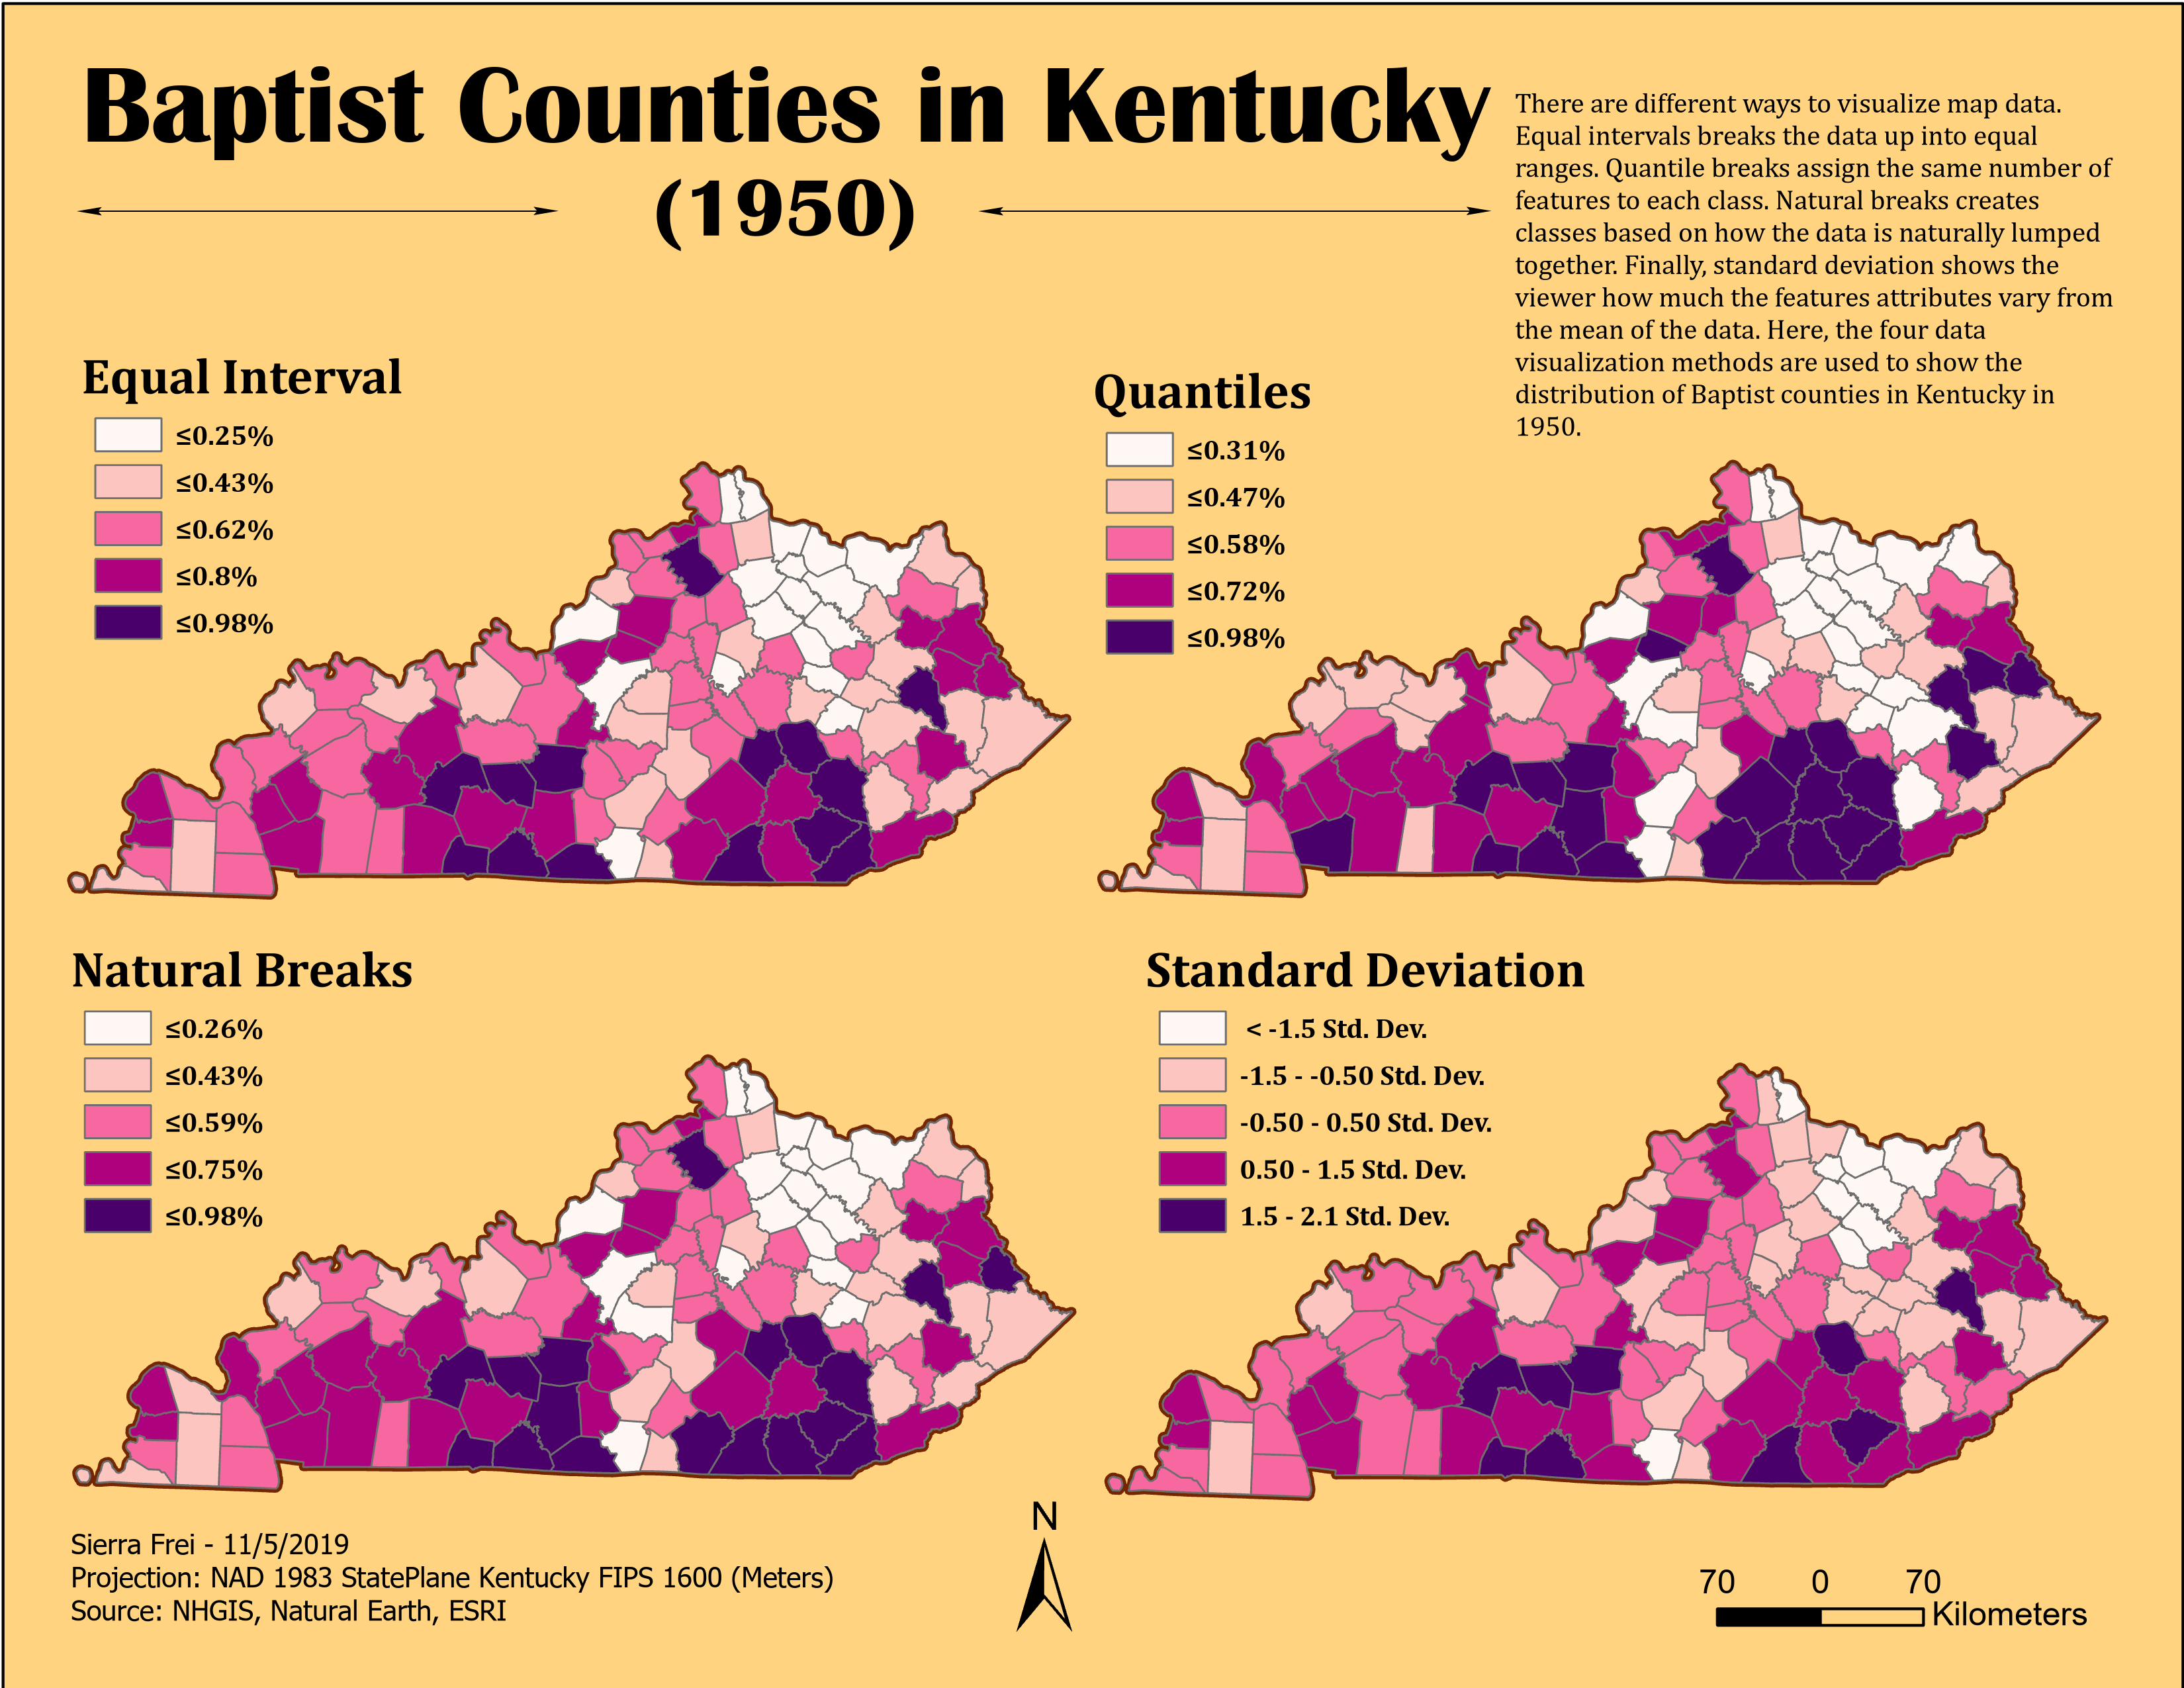 Baptist Counties in Kentucky
(1950)
There are different ways to visualize map data.
Equal intervals breaks the data up into equal
ranges. Quantile breaks assign the same number of
features to each class. Natural breaks creates
classes based on how the data is naturally lumped
together. Finally, standard deviation shows the
viewer how much the features attributes vary from
the mean of the data. Here, the four data
visualization methods are used to show the
distribution of Baptist counties in Kentucky in
1950.
Equal Interval
≤0.25%
≤0.43%
≤0.62%
≤0.8%
≤0.98%
Quantiles
≤0.31%
≤0.47%
≤0.58%
≤0.72%
≤0.98%
Natural Breaks
≤0.26%
≤0.43%
≤0.59%
≤0.75%
≤0.98%
Standard Deviation
< -1.5 Std. Dev.
-1.5 - -0.50 Std. Dev.
-0.50 - 0.50 Std. Dev.
0.50 - 1.5 Std. Dev.
1.5 - 2.1 Std. Dev.
Sierra Frei - 11/5/2019
Projection: NAD 1983 StatePlane Kentucky FIPS 1600 (Meters)
Source: NHGIS, Natural Earth, ESRI
N
70 0 70
Kilometers